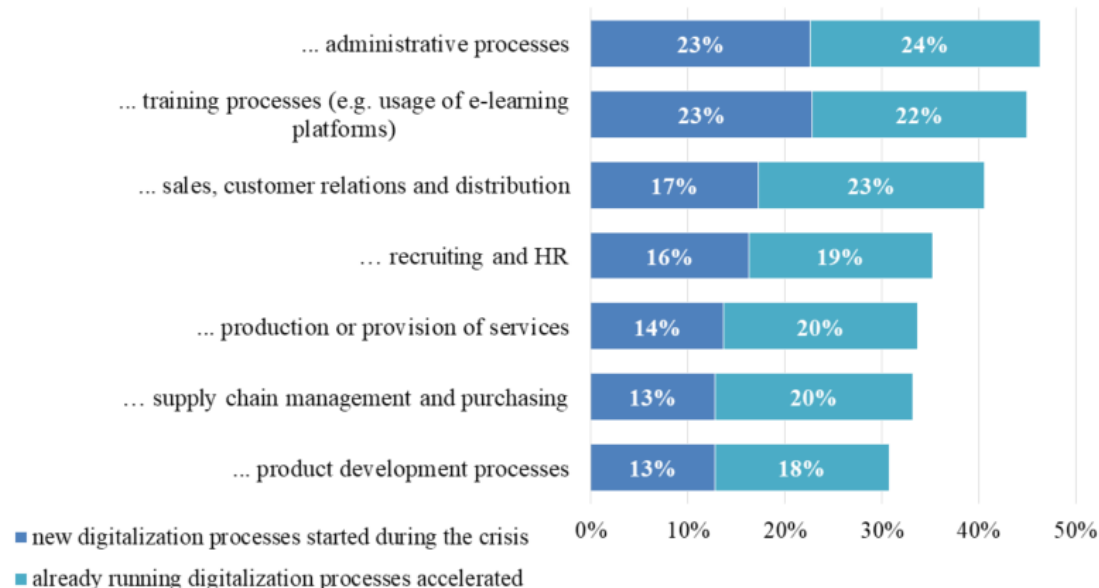 ... administrative processes
23%
24%
... training processes (e.g. usage of e-learning
platforms)
23%
22%
... sales, customer relations and distribution
17%
23%
… recruiting and HR
16%
19%
... production or provision of services
14%
20%
… supply chain management and purchasing
13%
20%
... product development processes
13%
18%
0%
10%
20%
30%
40%
50%
new digitalization processes started during the crisis
already running digitalization processes accelerated